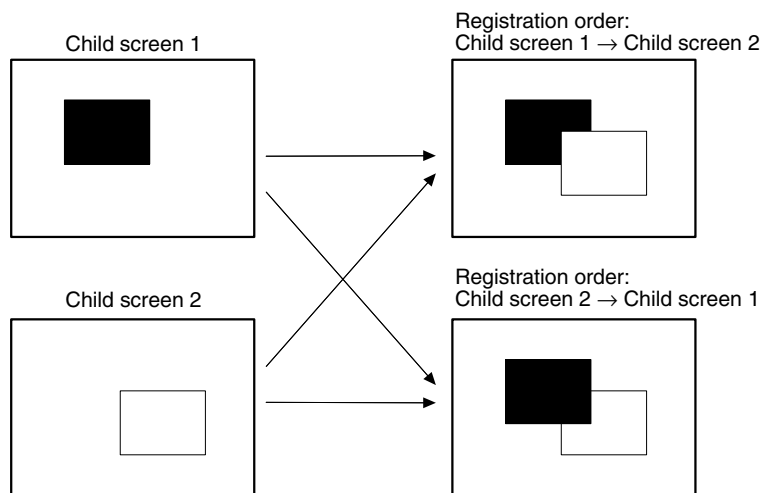 Child screen 1
Registration order:
Child screen 1 → Child screen 2
Child screen 2
Registration order:
Child screen 2 → Child screen 1